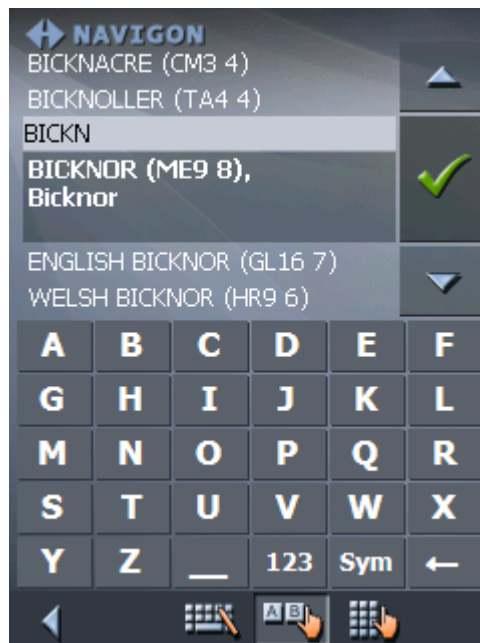 NAVIGON
BICKNACRE (CM3 4)
BICKNOLLER (TA4 4)
BICKN
BICKNOR (ME9 8),
Bicknor
ENGLISH BICKNOR (GL16 7)
WELSH BICKNOR (HR9 6)
A B C D E F
G H I J K L
M N O P Q R
S T U V W X
Y Z _ 123 Sym ←
A B